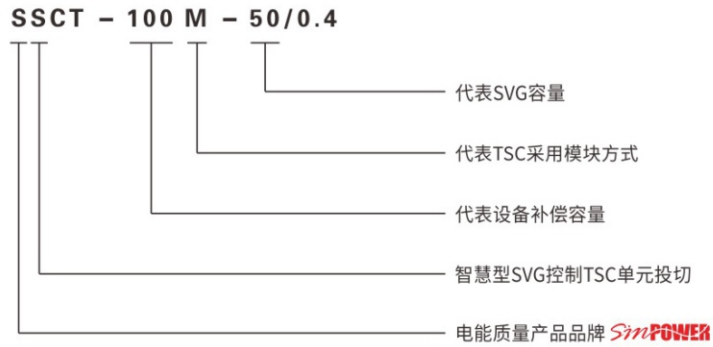 SSCT – 100 M – 50/0.4
代表SVG容量
代表TSC采用模块方式
代表设备补偿容量
智慧型SVG控制TSC单元投切
电能质量产品品牌 SinPOWER